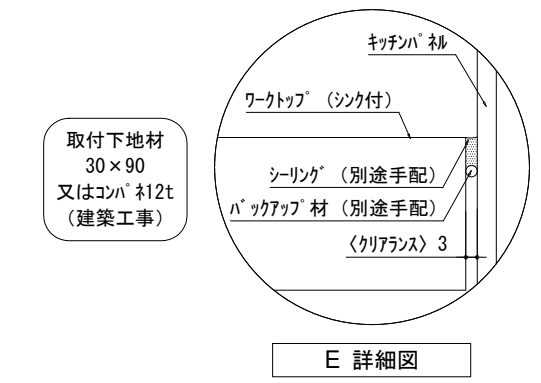 取付下地材
30×90
又はｺﾝﾊﾟﾈ12t
(建築工事)
ｷｯﾁﾝﾊﾟﾈﾙ
ﾜｰｸﾄｯﾌﾟ (ｼﾝｸ付)
ｼｰﾘﾝｸﾞ (別途手配)
ﾊﾞｯｸｱｯﾌﾟ材 (別途手配)
〈ｸﾘｱﾗﾝｽ〉3
E 詳細図